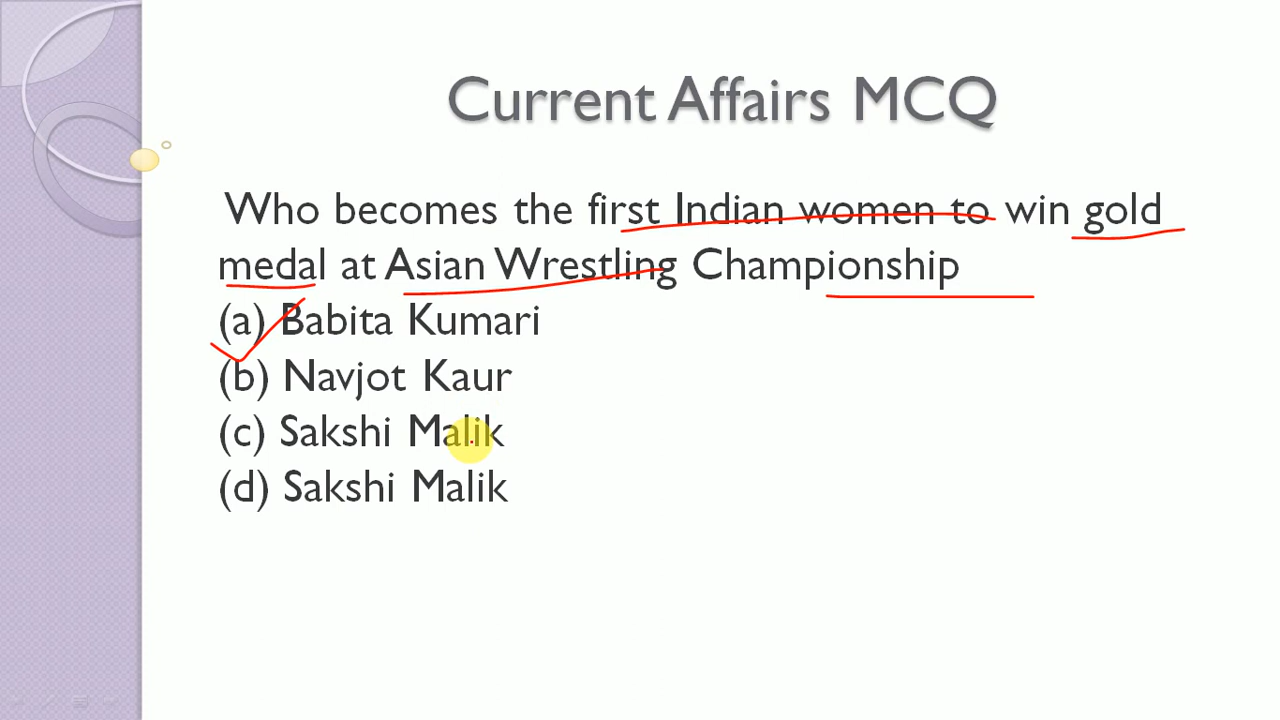 Current Affairs MCQ
Who becomes the first Indian women to win gold
medal at Asian Wrestling Championship
(a) Babita Kumari
(b) Navjot Kaur
(c) Sakshi Malik
(d) Sakshi Malik